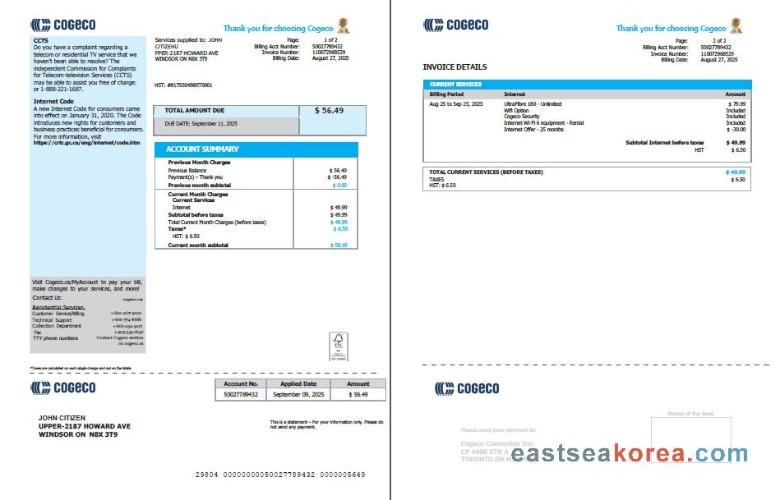 COGECO
Thank you for choosing Cogeco
CCTS
Do you have a complaint regarding a
telecom or residential TV service that we
haven't been able to resolve? The
independent Commission for Complaints
for Telecom-television Services (CCTS)
may be able to assist you free of charge:
or 1-888-221-1687.
Internet Code
A new Internet Code for consumers came
into effect on January 31, 2020. The Code
introduces new rights for customers and
business practices beneficial for consumers.
For more information, visit
https://crtc.gc.ca/eng/internet/code.htm
Services supplied to: JOHN
CITIZENU
PPER-2187 HOWARD AVE
WINDSOR ON N8X 3T9
Page: 1 of 2
Billing Acct Number: 50027789432
Invoice Number: 110072968529
Billing Date: August 27, 2025
HST: #817930498RT0001
TOTAL AMOUNT DUE $ 56.49
DUE DATE: September 11, 2025
ACCOUNT SUMMARY
Previous Month Charges
Previous Balance $ 56.49
Payment(s) - Thank you $ -56.49
Previous month subtotal $ 0.00
Current Month Charges
Current Services
Internet $ 49.99
Subtotal before taxes $ 49.99
Total Current Month Charges (before taxes) $ 49.99
Taxes* $ 6.50
HST: $ 6.50
Current month subtotal $ 56.49
Visit Cogeco.ca/MyAccount to pay your bill,
make changes to your services, and more!
Contact Us: cogeco.ca
Residential Services
Customer Service/Billing
Technical Support
Collection Department
Fax
TTY phone numbers Contact Cogeco section
on cogeco.ca
FSC
*Taxes are calculated on each single charge and not on the totals
COGECO
Account No. Applied Date Amount
50027789432 September 09, 2025 $ 56.49
JOHN CITIZEN
UPPER-2187 HOWARD AVE
WINDSOR ON N8X 3T9
This is a statement - For your information only. Please do
not send any payment.
29804 00000000050027789432 0000005649
COGECO
Thank you for choosing Cogeco
Page: 2 of 2
Billing Acct Number: 50027789432
Invoice Number: 110072968529
Billing Date: August 27, 2025
INVOICE DETAILS
CURRENT SERVICES
Billing Period Internet Amount
Aug 25 to Sep 25, 2025 UltraFibre 180 - Unlimited $ 79.99
Wifi Option Included
Cogeco Security Included
Internet Wi-Fi 6 equipment - Rental Included
Internet Offer - 25 months $ -30.00
Subtotal Internet before taxes $ 49.99
HST $ 6.50
TOTAL CURRENT SERVICES (BEFORE TAXES) $ 49.99
TAXES $ 6.50
HST: $ 6.50
COGECO
Stamp of the bank
Please send your payment to:
Cogeco Connexion Inc.
CP 4600 STN A
TORONTO ON
eastseakorea.com